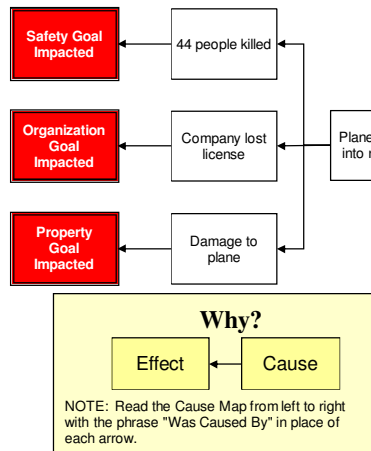 Safety Goal
Impacted
44 people killed
Organization
Goal
Impacted
Company lost
license
Plane
into
Property
Goal
Impacted
Damage to
plane
Why?
Effect
Cause
NOTE: Read the Cause Map from left to right
with the phrase "Was Caused By" in place of
each arrow.